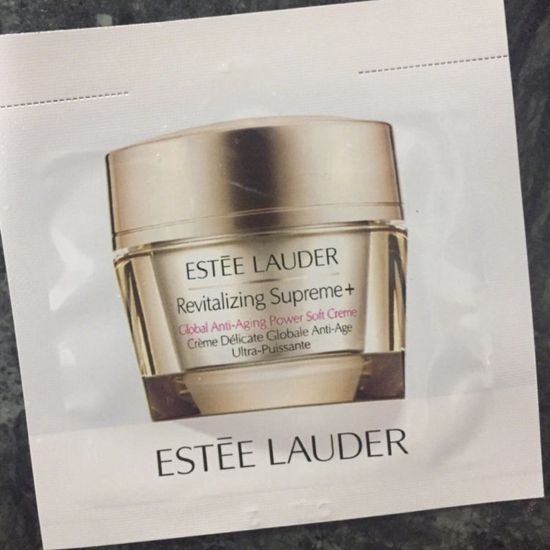 ESTĒE LAUDER
Revitalizing Supreme+
Global Anti-Aging Power Soft Creme
Crème Délicate Globale Anti-Age
Ultra-Puissante
ESTĒE LAUDER